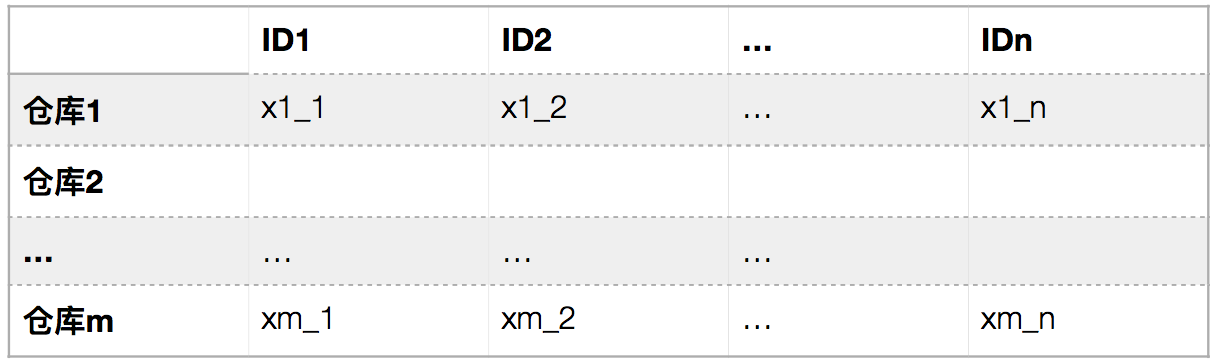 ID1 ID2 ... IDn
仓库1 x1_1 x1_2 ... x1_n
仓库2
... ... ... ...
仓库m xm_1 xm_2 ... xm_n